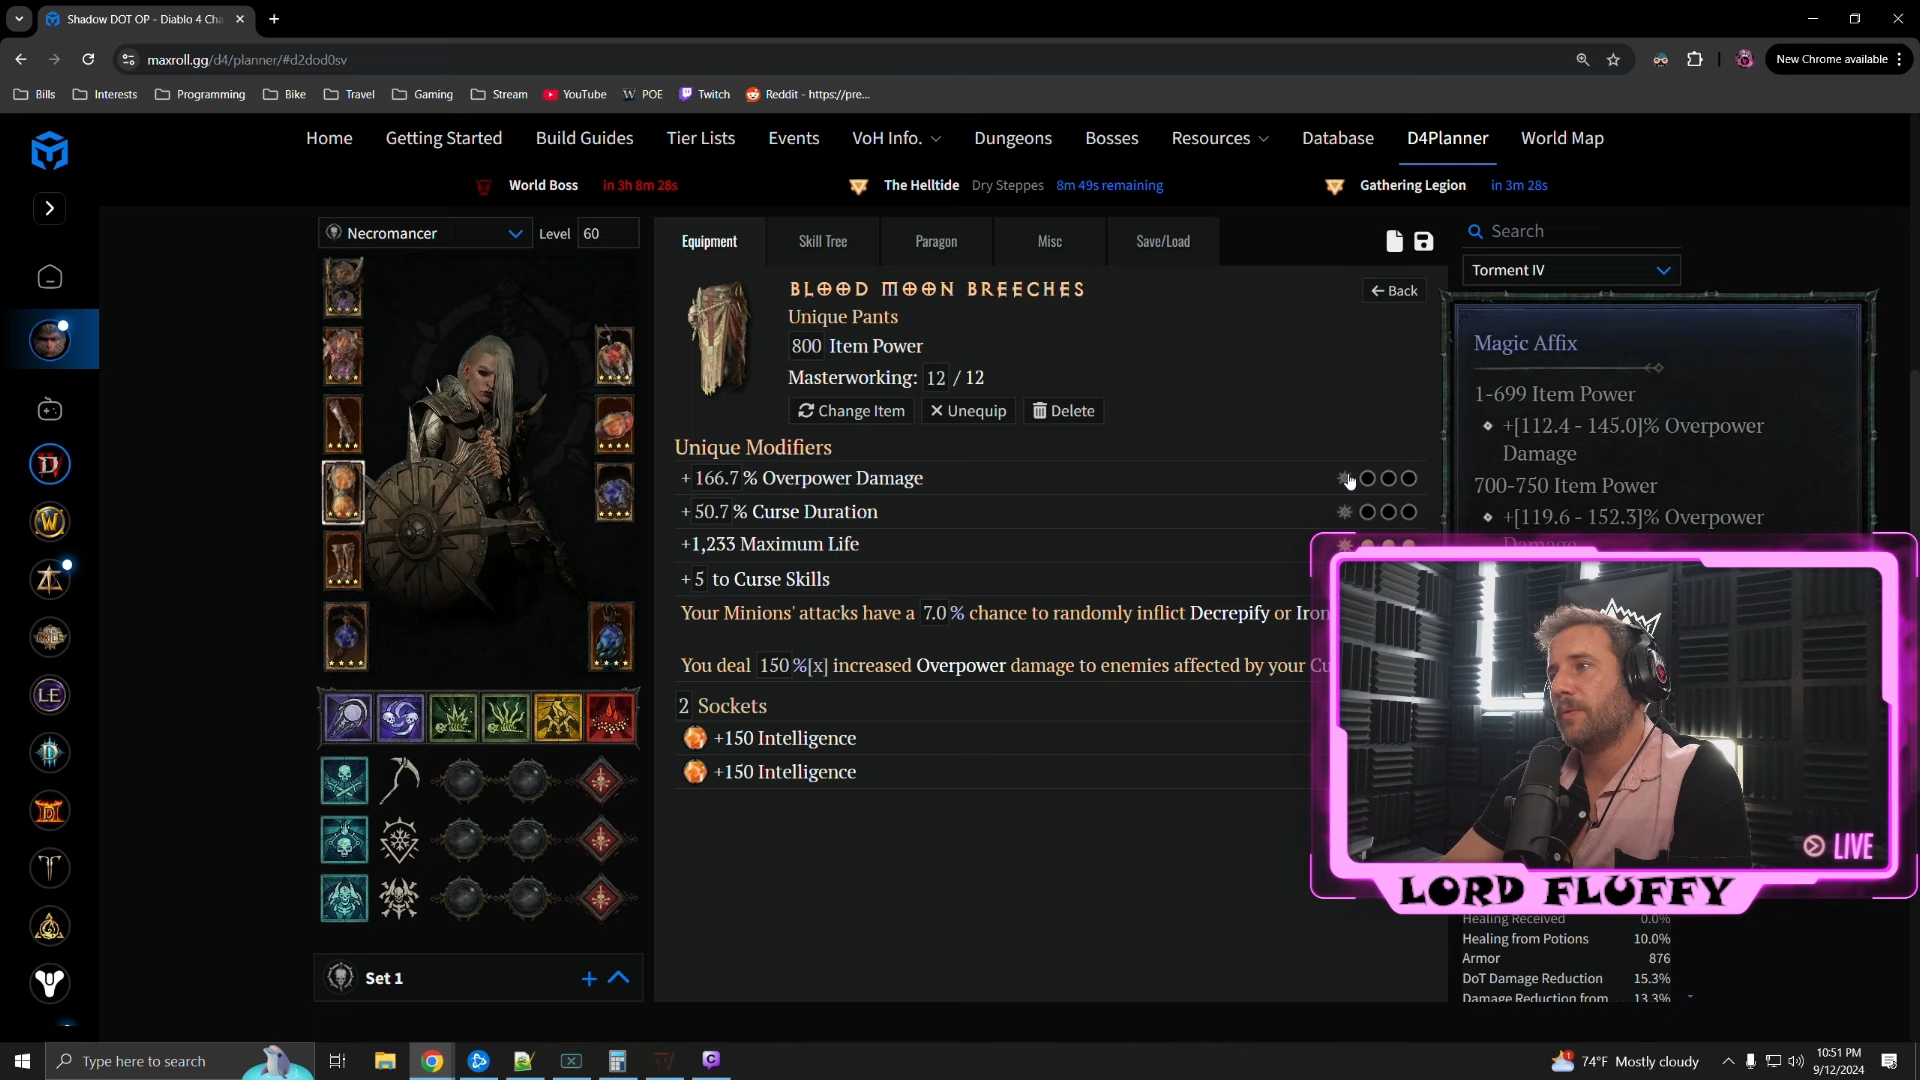 Shadow DOT OP - Diablo 4 Cha
maxroll.gg/d4/planner/#d2dod0sv
New Chrome available
Bills
Interests
Programming
Bike
Travel
Gaming
Stream
YouTube
W POE
Twitch
Reddit - https://pre...
Home
Getting Started
Build Guides
Tier Lists
Events
VoH Info.
Dungeons
Bosses
Resources
Database
D4Planner
World Map
World Boss in 3h 8m 28s
The Helltide Dry Steppes 8m 49s remaining
Gathering Legion in 3m 28s
Necromancer
Level 60
Equipment
Skill Tree
Paragon
Misc
Save/Load
Search
Torment IV
BLOOD MOON BREECHES
Unique Pants
800 Item Power
Masterworking: 12 / 12
Change Item
Unequip
Delete
Back
Unique Modifiers
+166.7% Overpower Damage
+50.7% Curse Duration
+1,233 Maximum Life
+5 to Curse Skills
Your Minions' attacks have a 7.0% chance to randomly inflict Decrepify or Iron
You deal 150%[x] increased Overpower damage to enemies affected by your Cu
2 Sockets
+150 Intelligence
+150 Intelligence
Magic Affix
1-699 Item Power
+[112.4 - 145.0]% Overpower
Damage
700-750 Item Power
+[119.6 - 152.3]% Overpower
Damage
LIVE
LORD FLUFFY
Healing Received 0.0%
Healing from Potions 10.0%
Armor 876
DoT Damage Reduction 15.3%
Damage Reduction from 13.3%
Set 1
LE
Type here to search
74°F Mostly cloudy
10:51 PM
9/12/2024